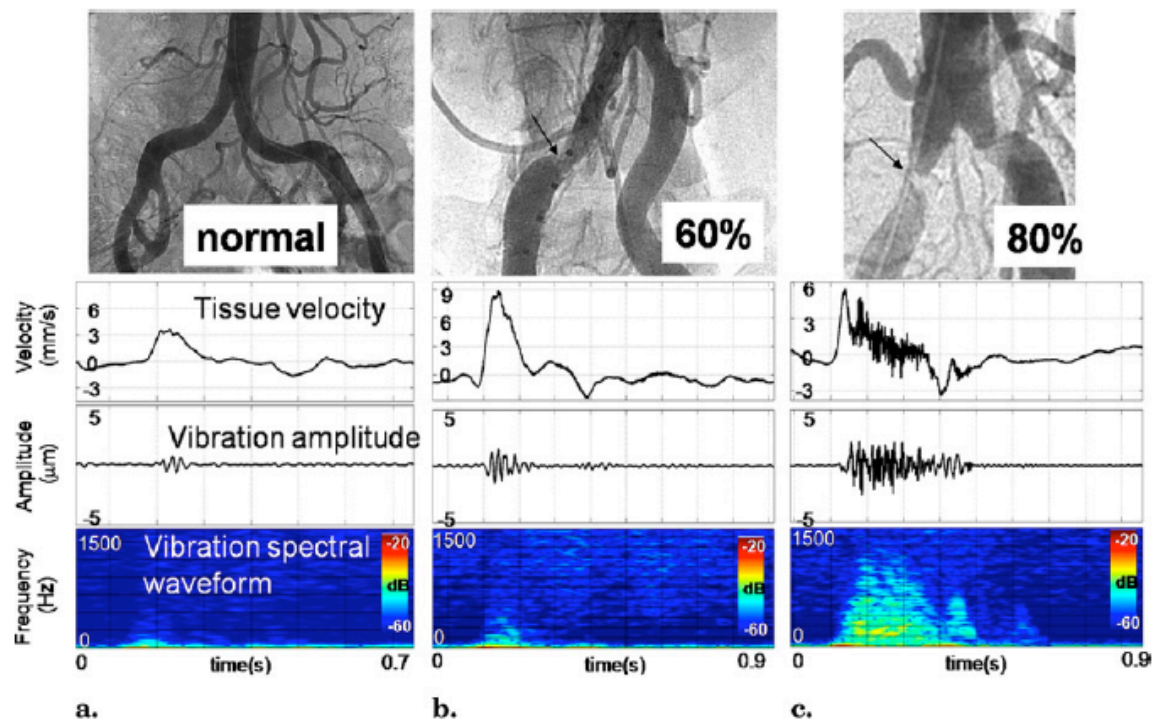 normal
60%
80%
Velocity
(mm/s)
6
3
0
-3
Tissue velocity
9
6
3
0
6
3
0
-3
Amplitude
(μm)
5
-5
Vibration amplitude
5
-5
5
-5
Frequency
(Hz)
1500
0
Vibration spectral
waveform
-20
dB
-60
1500
0
-20
dB
-60
1500
0
-20
dB
-60
0 time(s) 0.7
0 time(s) 0.9
0 time(s) 0.9
a.
b.
c.